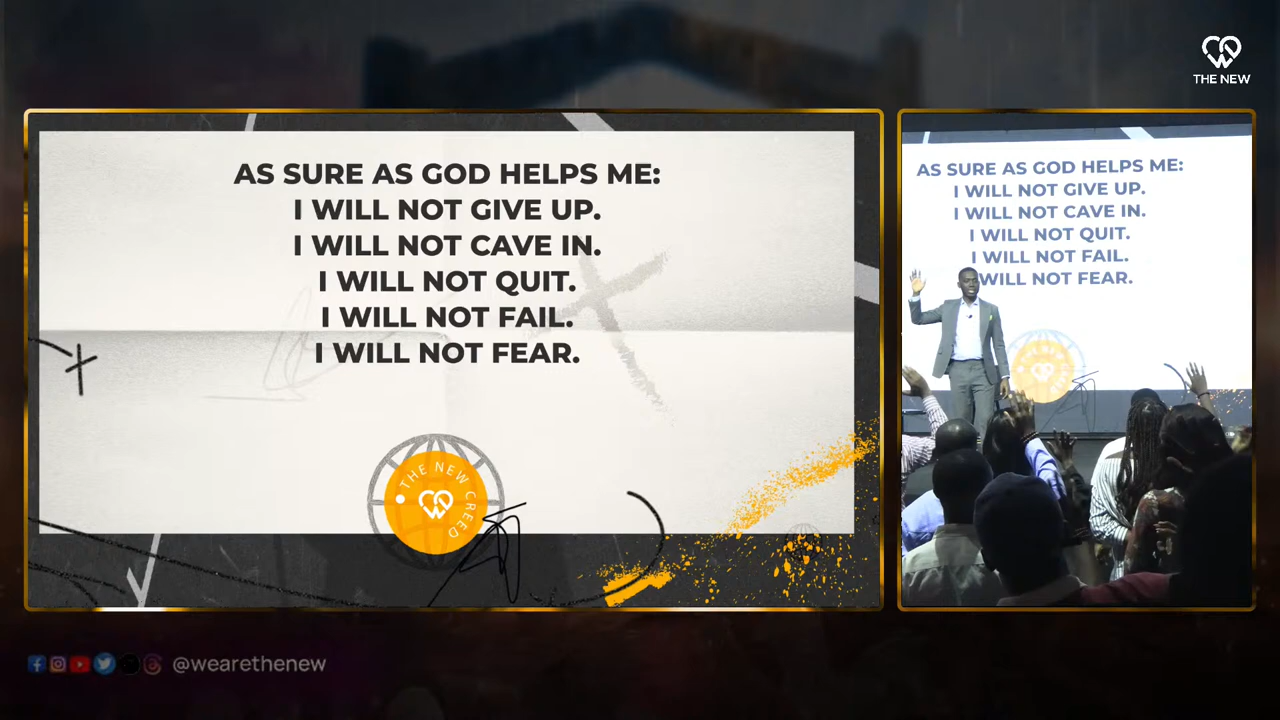 THE NEW
AS SURE AS GOD HELPS ME:
I WILL NOT GIVE UP.
I WILL NOT CAVE IN.
I WILL NOT QUIT.
I WILL NOT FAIL.
I WILL NOT FEAR.
THE NEW CREED
AS SURE AS GOD HELPS ME:
I WILL NOT GIVE UP.
I WILL NOT CAVE IN.
I WILL NOT QUIT.
I WILL NOT FAIL.
WILL NOT FEAR.
@wearethenew